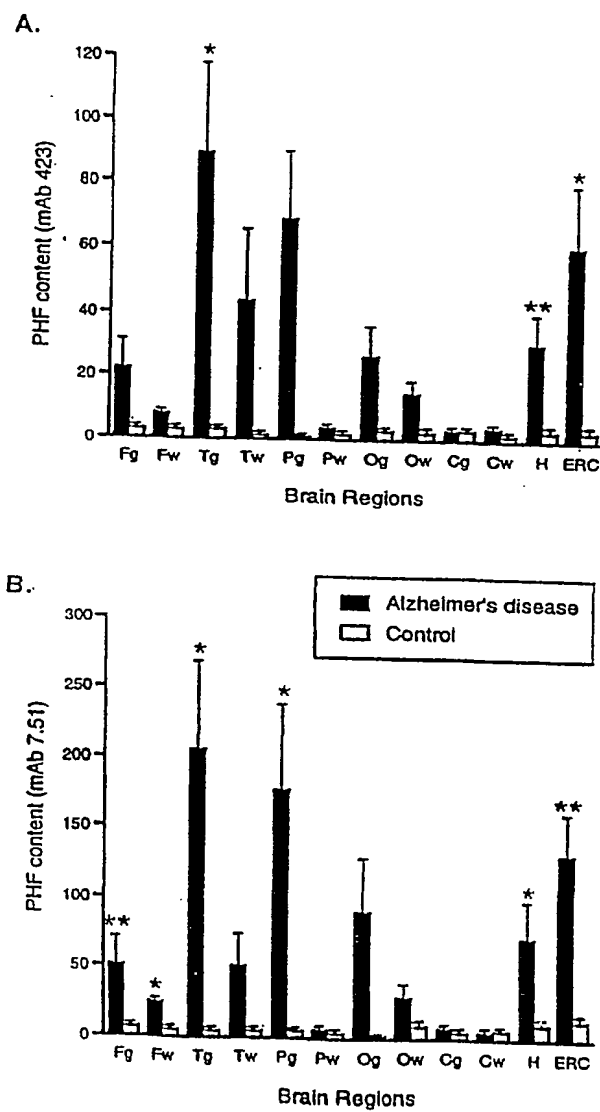 A.
*
120
100
80
60
40
20
0
PHF content (mAb 423)
*
**
Fg Fw Tg Tw Pg Pw Og Ow Cg Cw H ERC
Brain Regions
B.
Alzheimer's disease
Control
300
250
200
150
100
50
0
PHF content (mAb 7.51)
*
*
**
*
**
*
Fg Fw Tg Tw Pg Pw Og Ow Cg Cw H ERC
Brain Regions